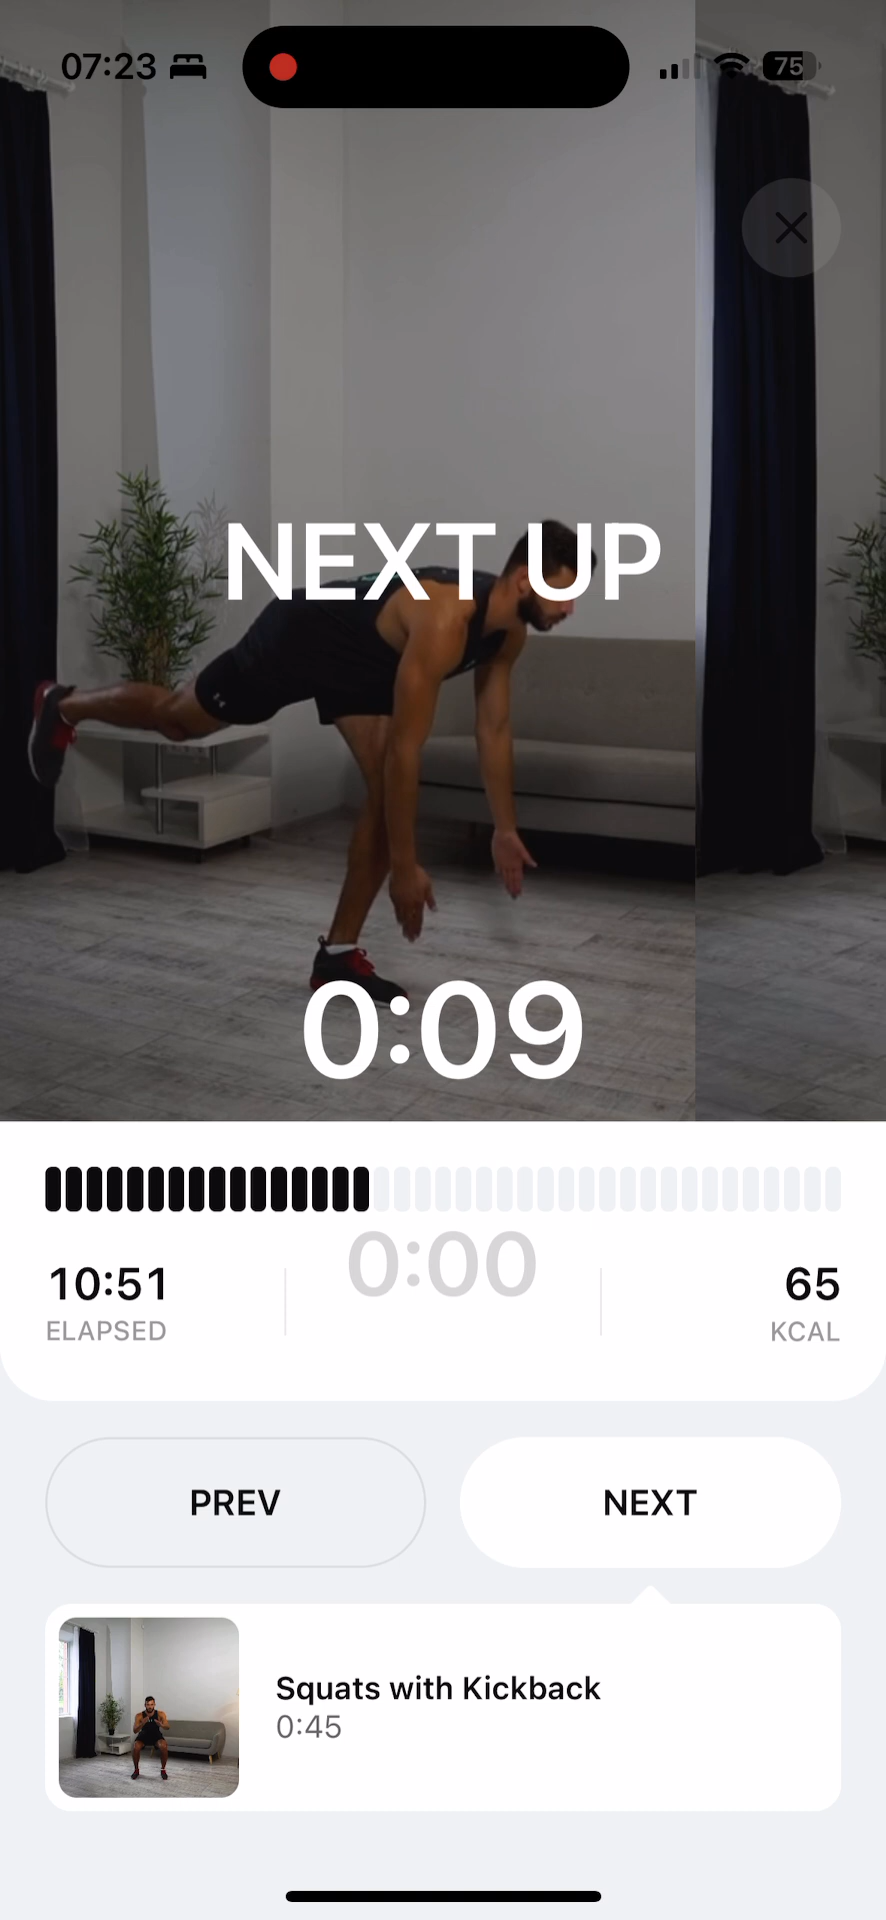 07:23
75
NEXT UP
0:09
0:00
10:51
ELAPSED
65
KCAL
PREV
NEXT
Squats with Kickback
0:45